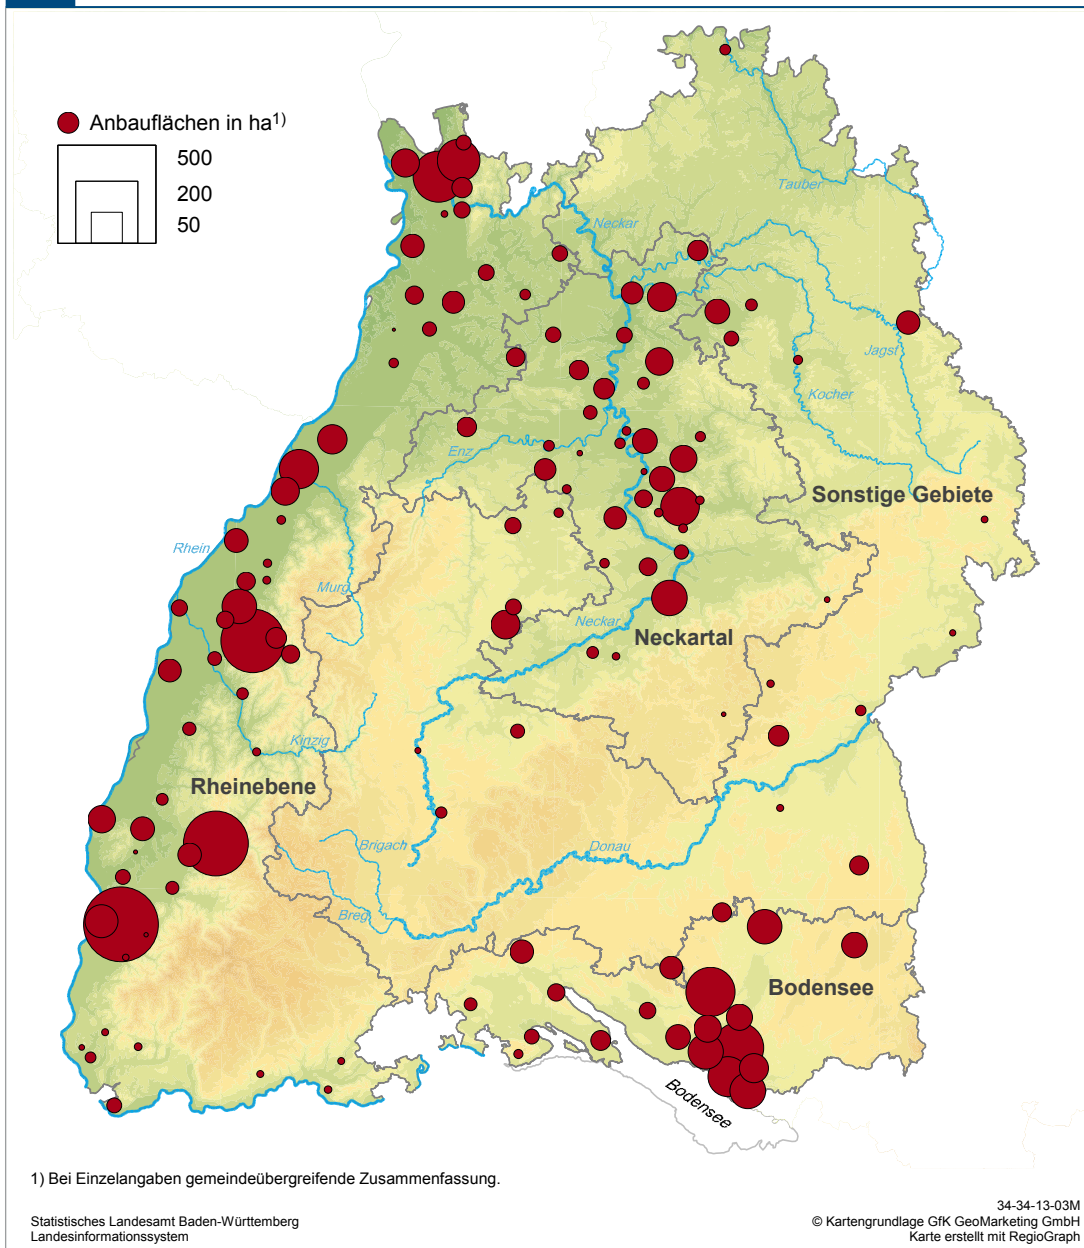 Anbauflächen in ha1)
500
200
50
Tauber
Neckar
Jagst
Kocher
Enz
Sonstige Gebiete
Rhein
Murg
Neckar
Neckartal
Kinzig
Rheinebene
Brigach
Donau
Breg
Bodensee
Bodensee
1) Bei Einzelangaben gemeindeübergreifende Zusammenfassung.
34-34-13-03M
Statistisches Landesamt Baden-Württemberg
© Kartengrundlage GfK GeoMarketing GmbH
Landesinformationssystem
Karte erstellt mit RegioGraph